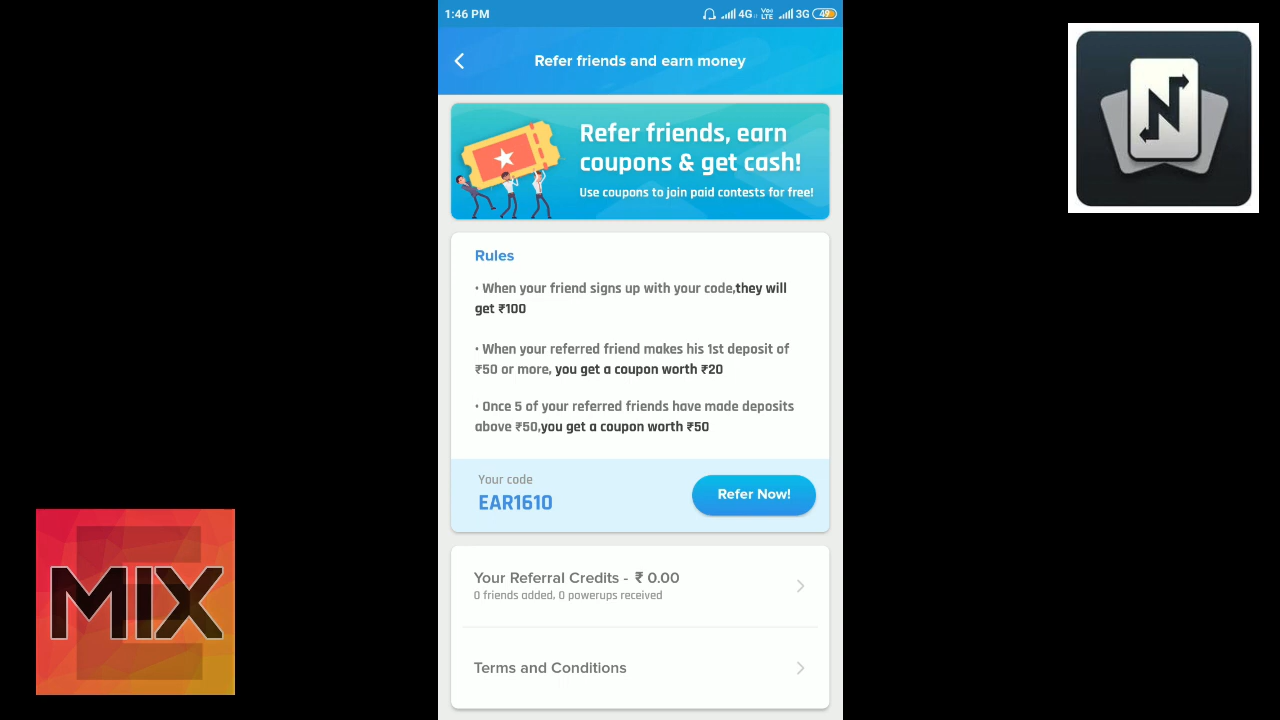 1:46 PM
4G Vo) LTE 3G 49
Refer friends and earn money
Refer friends, earn
coupons & get cash!
Use coupons to join paid contests for free!
Rules
• When your friend signs up with your code,they will
get ₹100
• When your referred friend makes his 1st deposit of
₹50 or more, you get a coupon worth ₹20
• Once 5 of your referred friends have made deposits
above ₹50,you get a coupon worth ₹50
Your code
EAR1610
Refer Now!
Your Referral Credits - ₹ 0.00
0 friends added, 0 powerups received
Terms and Conditions
N
E
MIX